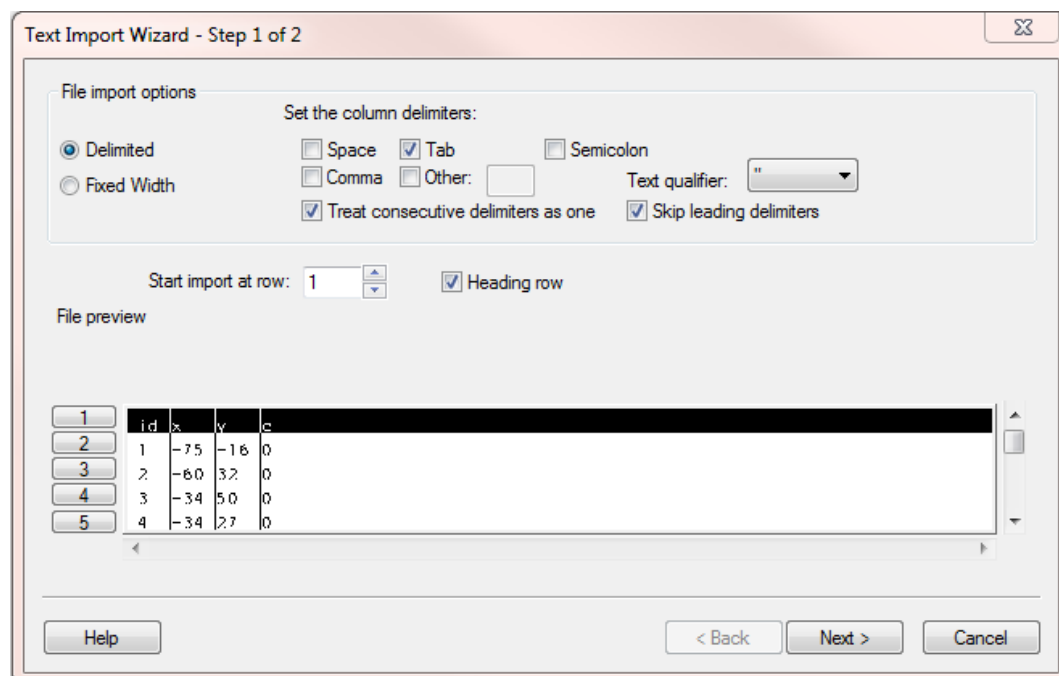 Text Import Wizard - Step 1 of 2
File import options
Set the column delimiters:
Delimited
Space Tab Semicolon
Fixed Width
Comma Other: Text qualifier: "
Treat consecutive delimiters as one Skip leading delimiters
Start import at row: 1 Heading row
File preview
1 id x y c
2 1 -75 -16 0
3 2 -60 32 0
4 3 -34 50 0
5 4 -34 27 0
Help < Back Next > Cancel